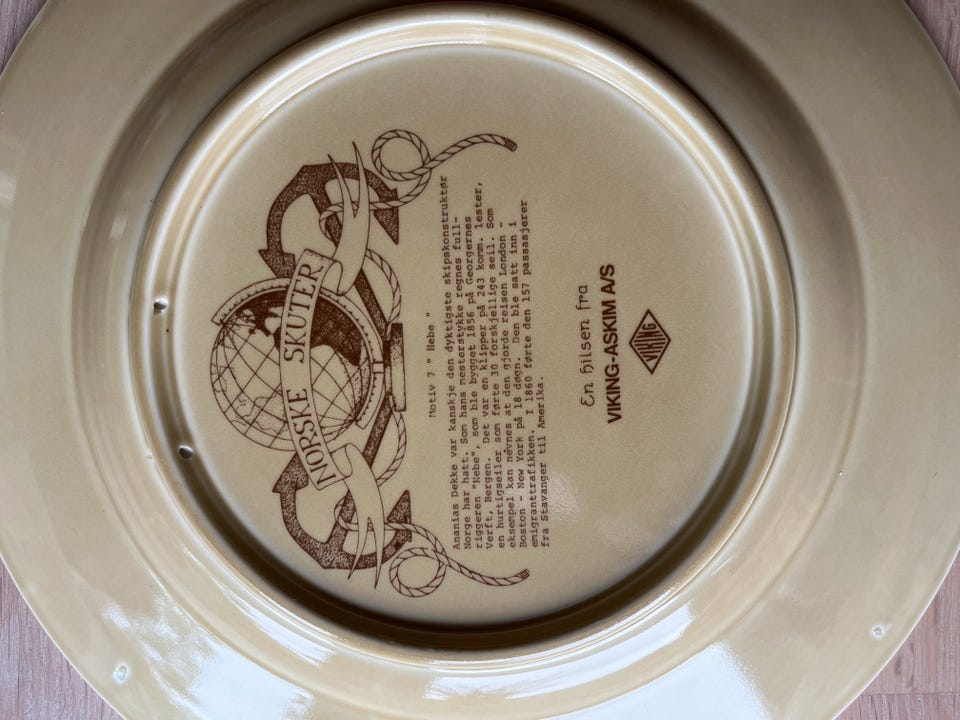 NORSKE SKUTER
Motiv 7 " Hebe "
Ananias Dekke var kanskje den dyktigste skipskonstruktør
Norge har hatt. Som hans mesterstykke regnes full-
riggeren "Hebe", som ble bygget 1856 på Georgernes
Verft, Bergen. Det var en klipper på 243 komm. lester,
en hurtigseiler som førte 30 forskjellige seil. Som
eksempel kan nevnes at den gjorde reisen London -
Boston - New York på 18 døgn. Den ble satt inn i
emigranttrafikken. I 1860 førte den 157 passasjerer
fra Stavanger til Amerika.
En hilsen fra
VIKING-ASKIM A/S
VIKING